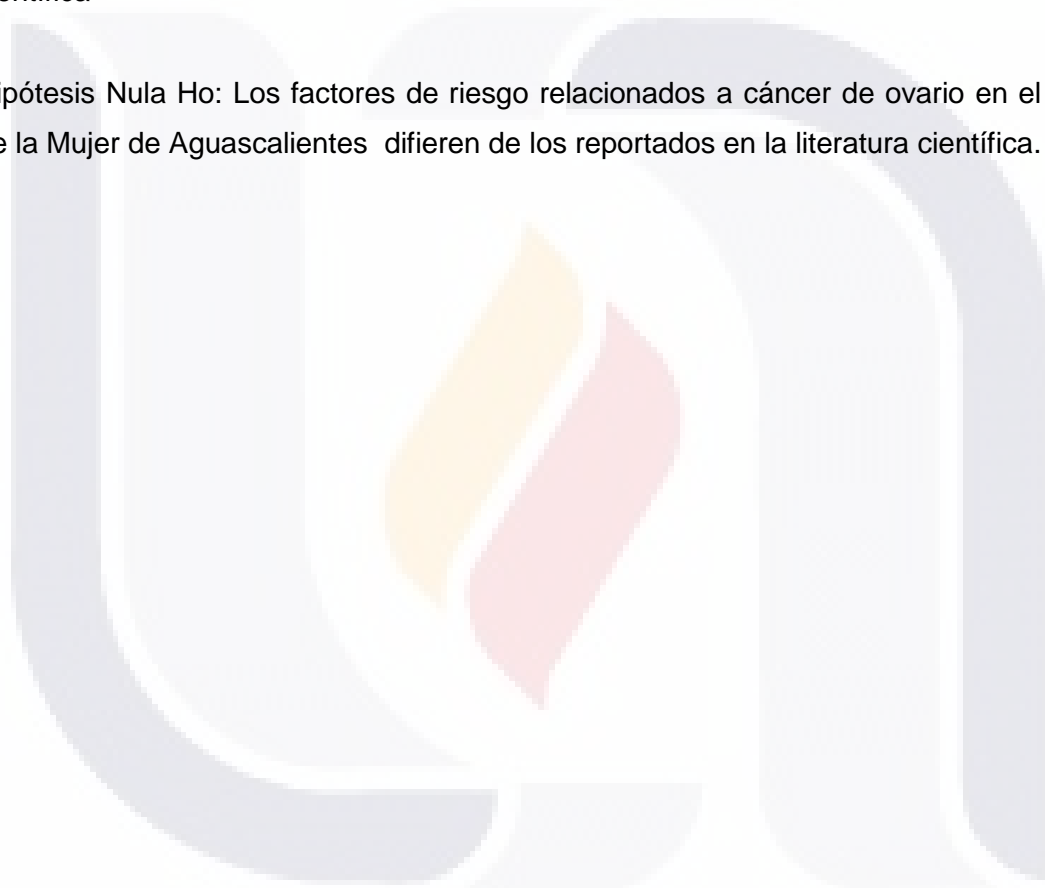 ipótesis Nula Ho: Los factores de riesgo relacionados a cáncer de ovario en el
e la Mujer de Aguascalientes  difieren de los reportados en la literatura científica.